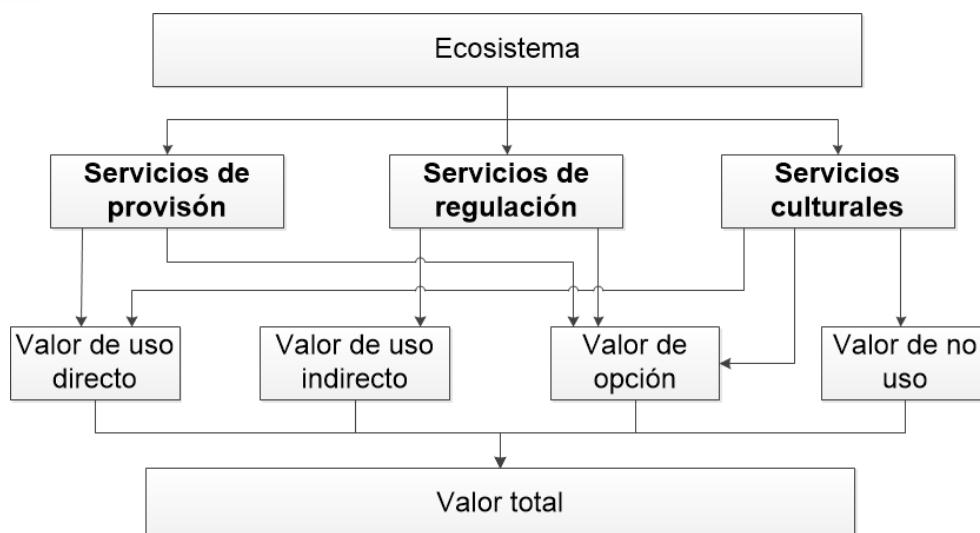 Ecosistema
Servicios de
provisón
Servicios de
regulación
Servicios
culturales
Valor de uso
directo
Valor de uso
indirecto
Valor de
opción
Valor de no
uso
Valor total